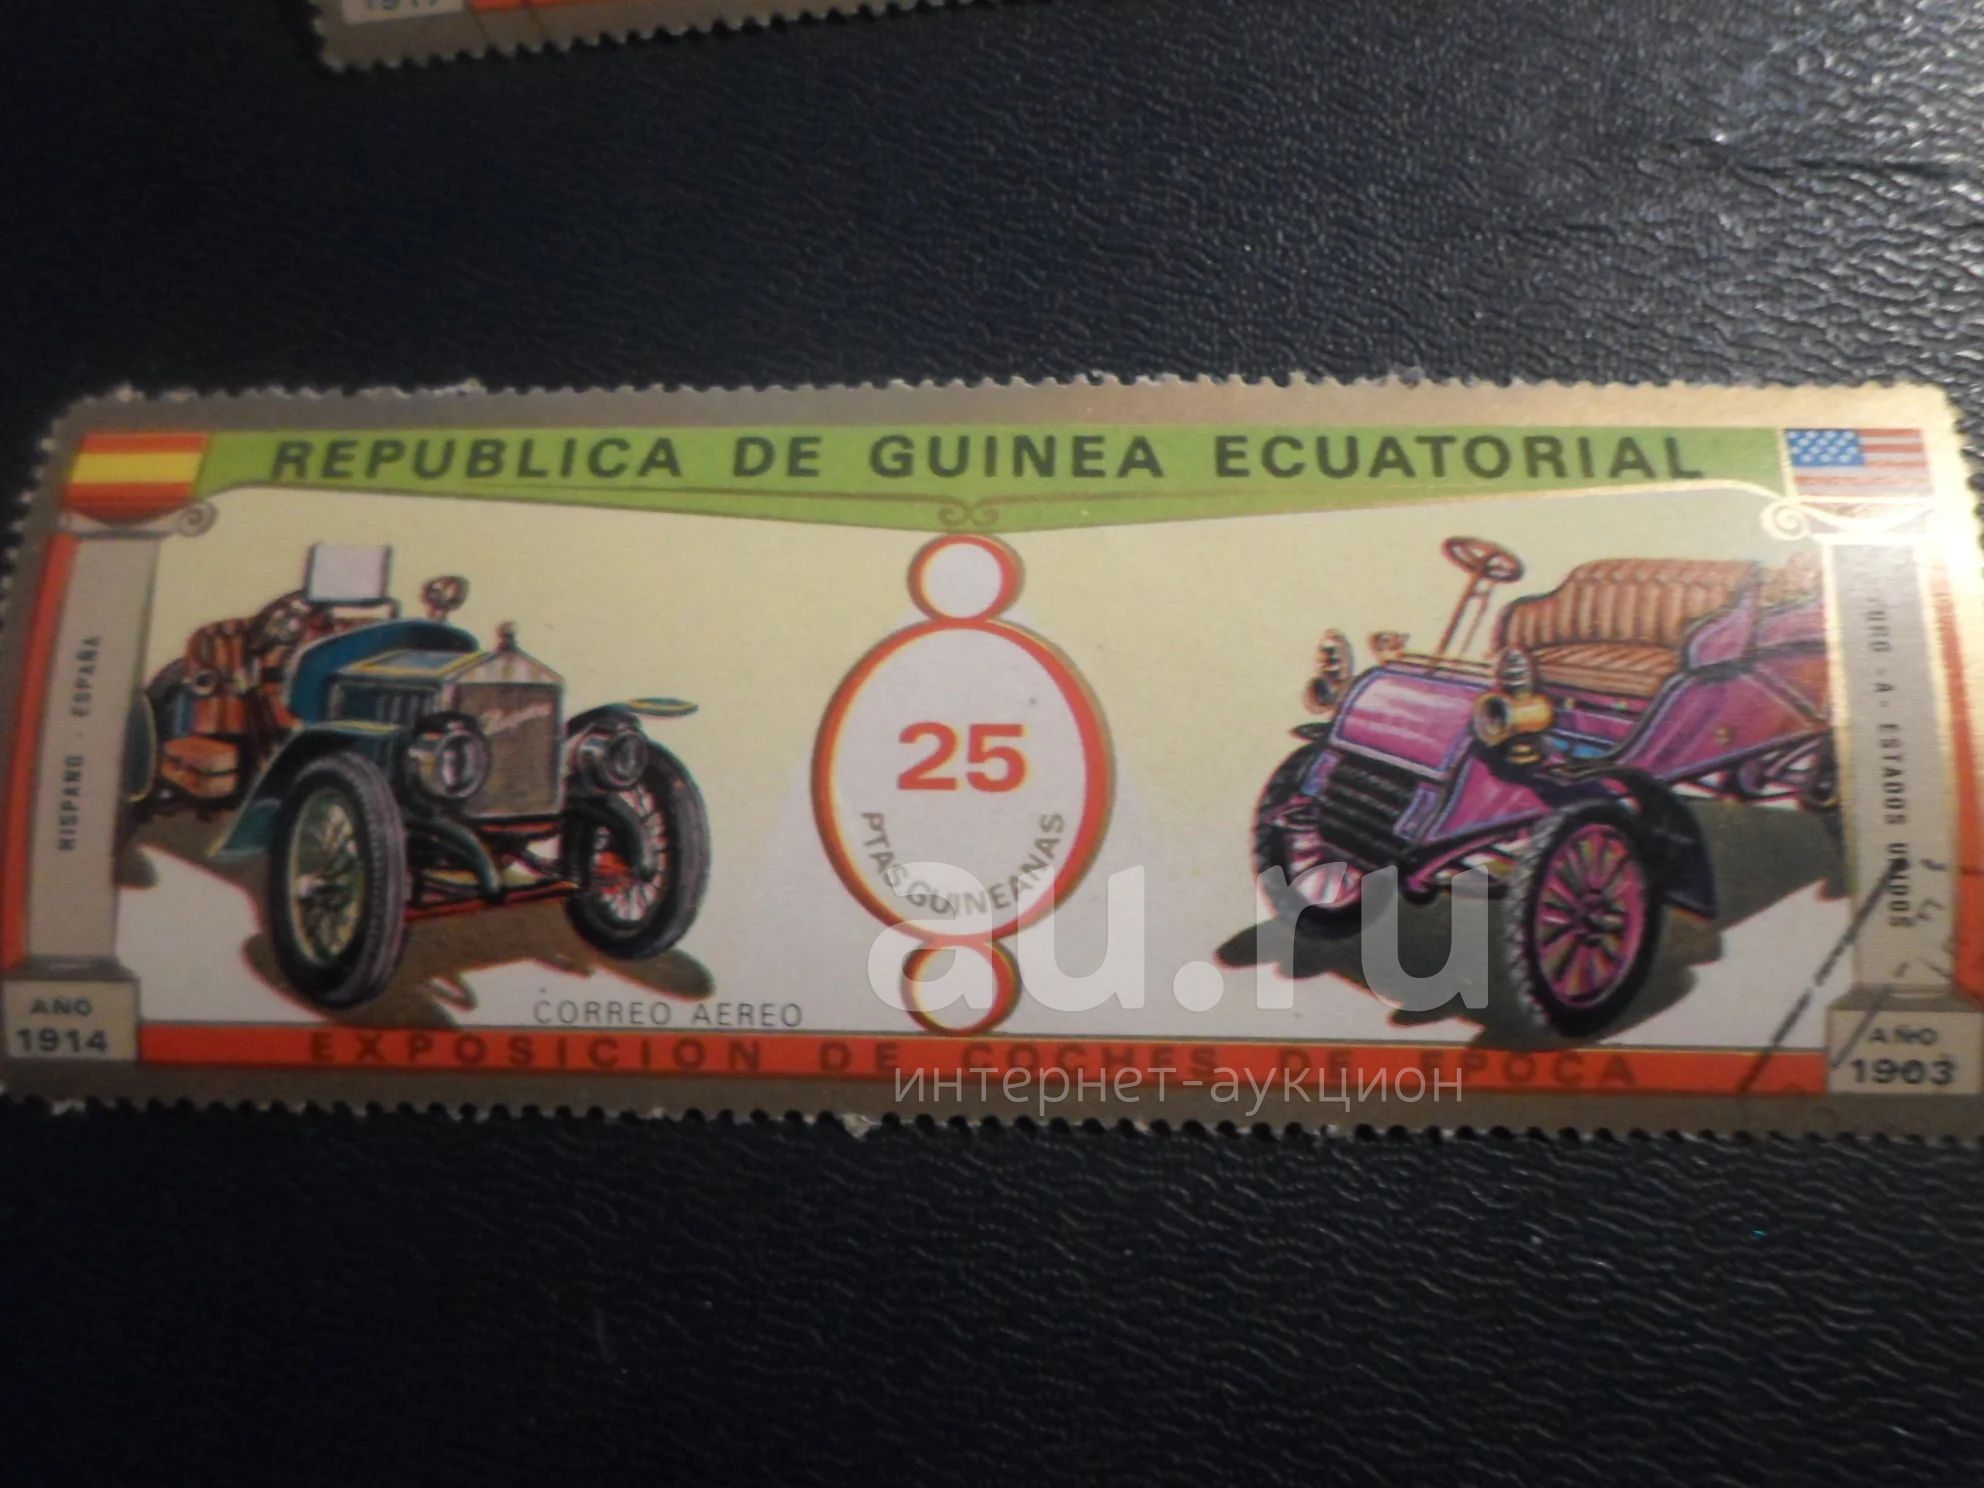 REPUBLICA DE GUINEA ECUATORIAL
HISPANO - ESPAÑA
25
PTAS. GUINEANAS
A - ESTADOS UNIDOS
CORREO AEREO
AÑO
1914
AÑO
1903
EXPOSICION DE COCHES DE EPOCA
au.ru
интернет-аукцион